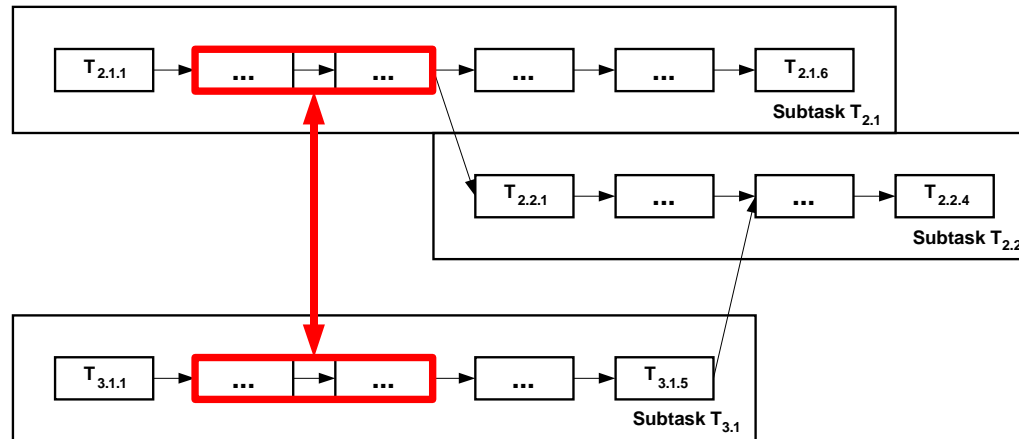 T2.1.1 ... ... ... ... T2.1.6
Subtask T2.1
T2.2.1 ... ... T2.2.4
Subtask T2.2
T3.1.1 ... ... ... T3.1.5
Subtask T3.1